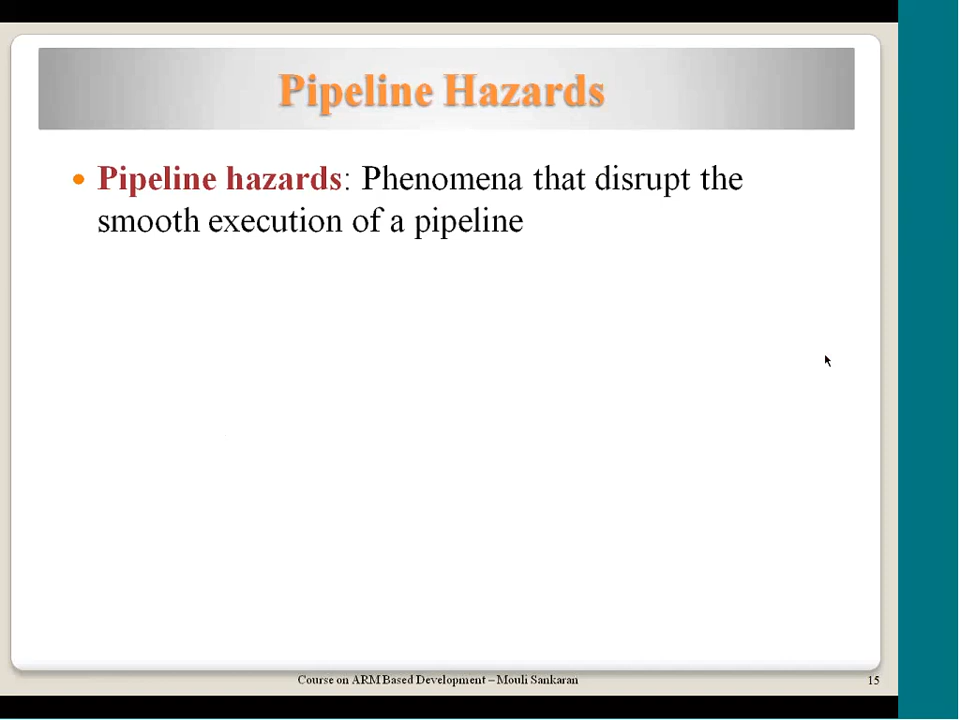 Pipeline Hazards
• Pipeline hazards: Phenomena that disrupt the
smooth execution of a pipeline
Course on ARM Based Development – Mouli Sankaran
15